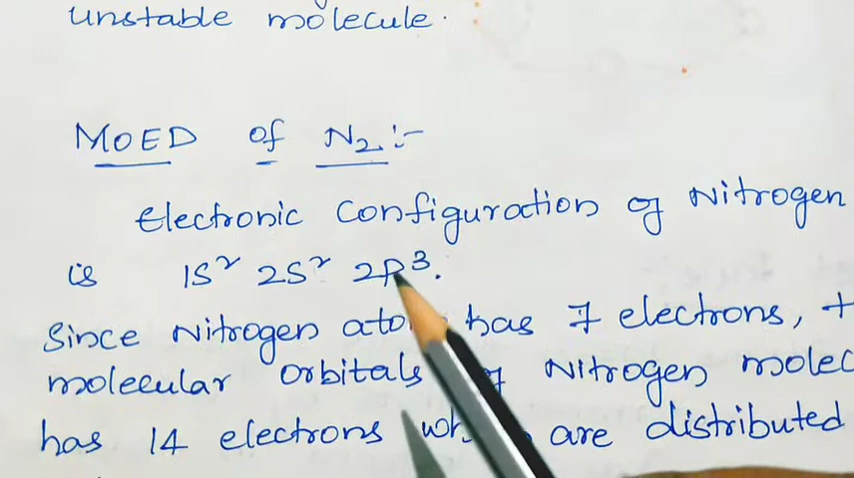 unstable molecule.
MOED of N₂:-
Electronic Configuration of Nitrogen
is 1S² 2S² 2P³.
Since Nitrogen has 7 electrons,
molecular orbitals Nitrogen
has 14 electrons are distributed